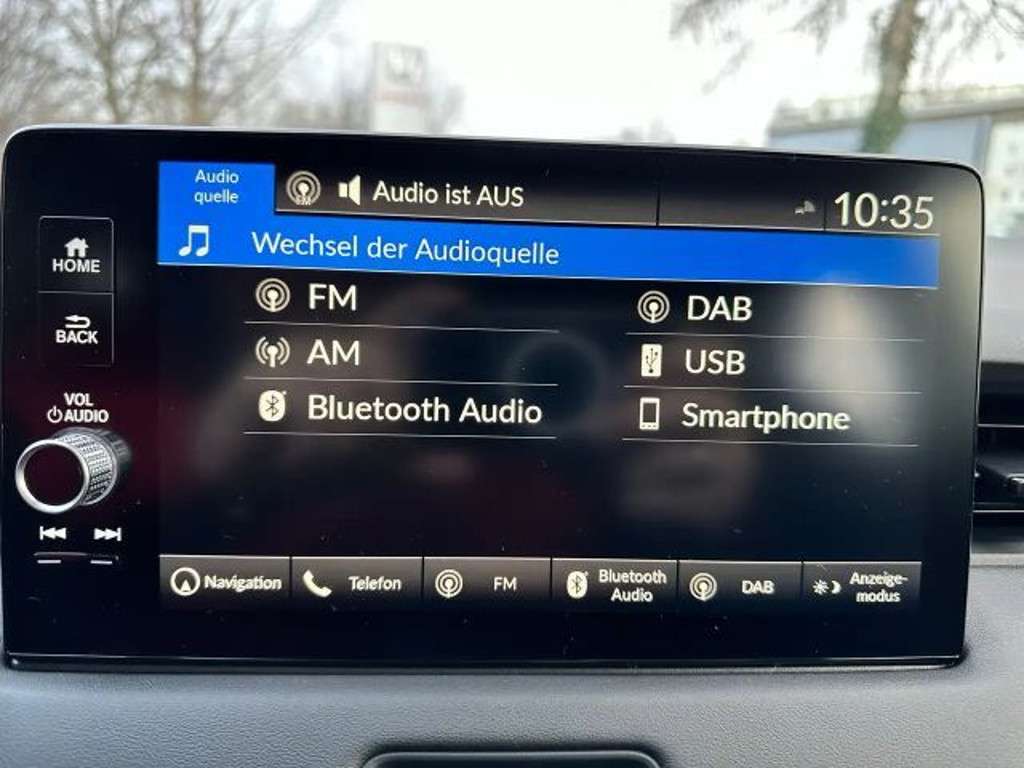 Audio
quelle
FM
Audio ist AUS
10:35
HOME
Wechsel der Audioquelle
BACK
FM
DAB
AM
USB
Bluetooth Audio
Smartphone
VOL
AUDIO
Navigation
Telefon
FM
Bluetooth
Audio
DAB
Anzeige-
modus